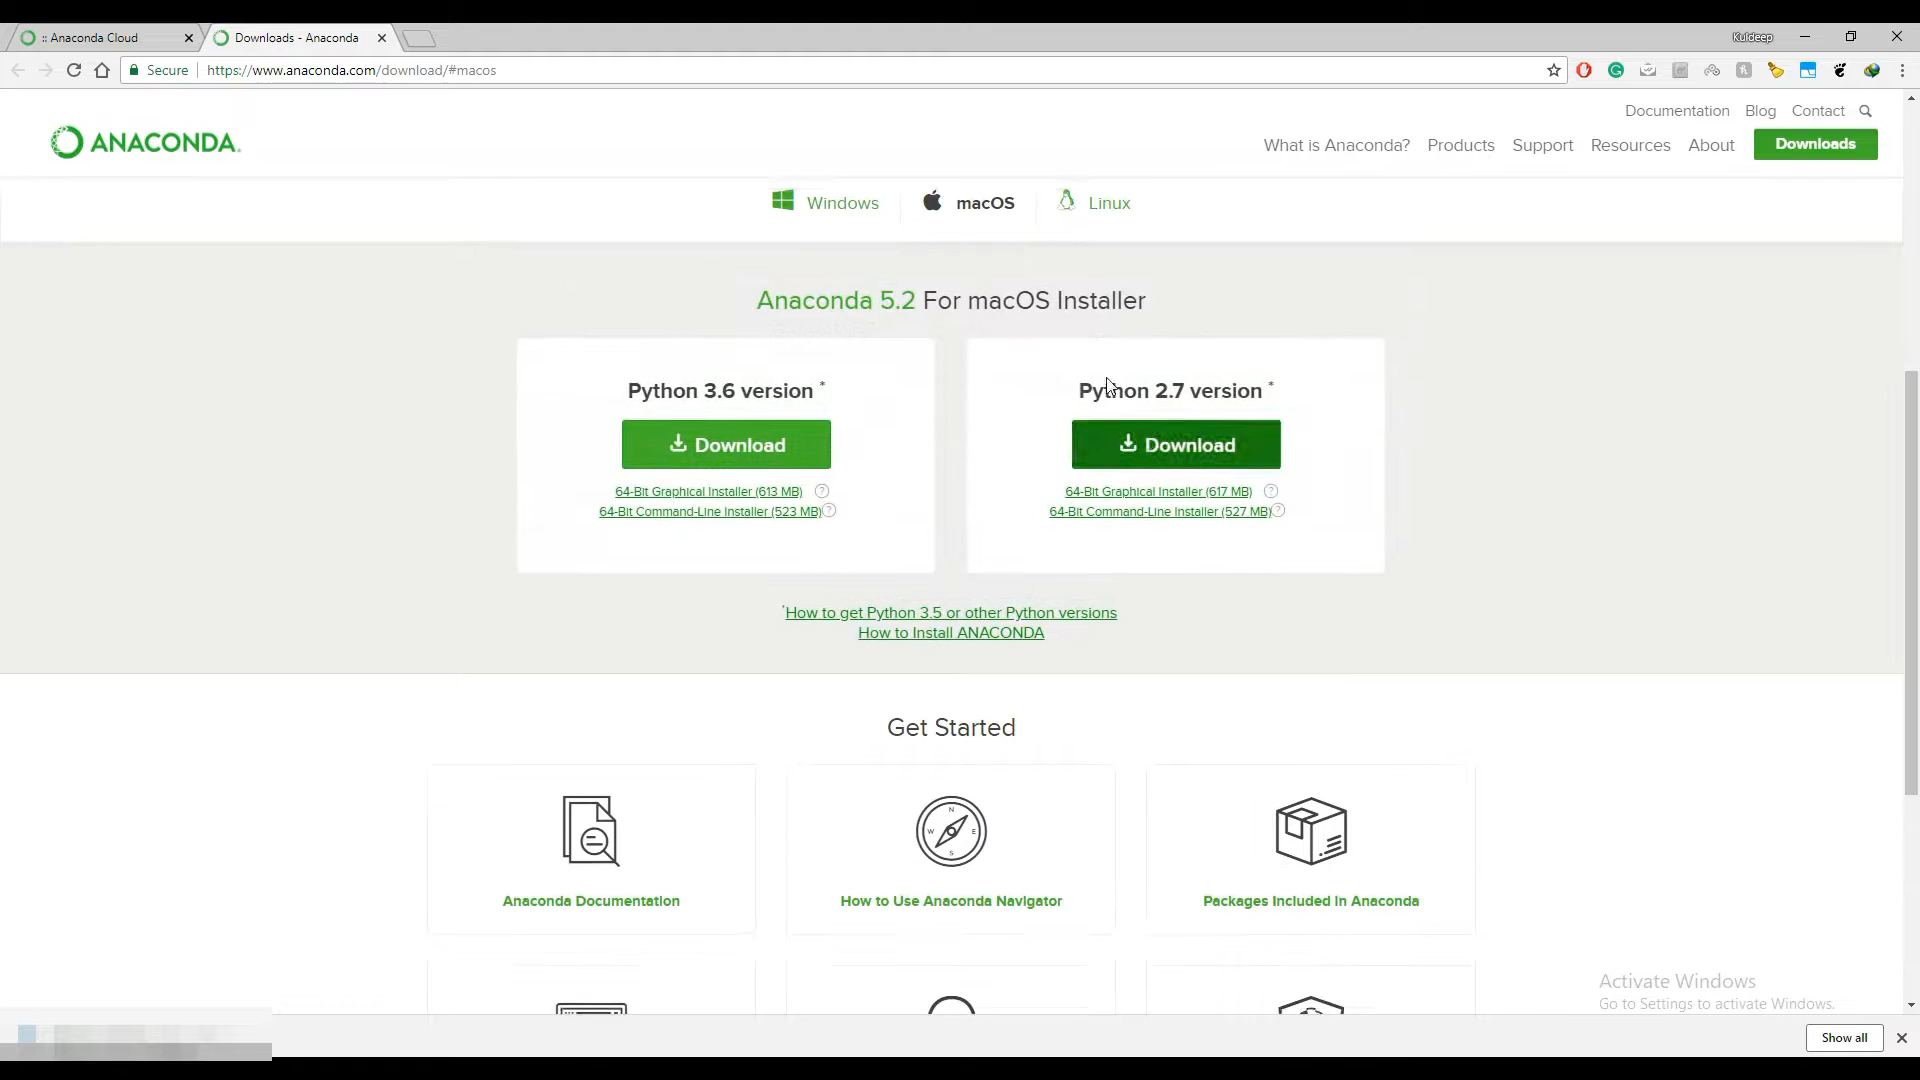 :: Anaconda Cloud
Downloads - Anaconda
Kuldeep
Secure
https://www.anaconda.com/download/#macos
Documentation Blog Contact
ANACONDA.
What is Anaconda? Products Support Resources About Downloads
Windows macOS Linux
Anaconda 5.2 For macOS Installer
Python 3.6 version *
Download
64-Bit Graphical Installer (613 MB) ?
64-Bit Command-Line Installer (523 MB) ?
Python 2.7 version *
Download
64-Bit Graphical Installer (617 MB) ?
64-Bit Command-Line Installer (527 MB) ?
*How to get Python 3.5 or other Python versions
How to Install ANACONDA
Get Started
N
W E
S
Anaconda Documentation
How to Use Anaconda Navigator
Packages Included in Anaconda
Activate Windows
Go to Settings to activate Windows.
Show all